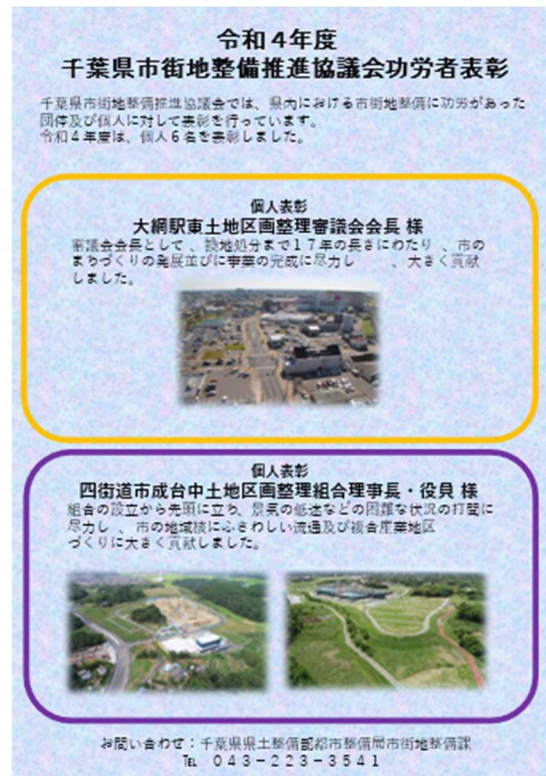 令和４年度
千葉県市街地整備推進協議会功労者表彰
千葉県市街地整備推進協議会では、県内における市街地整備に功労があった
団体及び個人に対して表彰を行っています。
令和４年度は、個人６名を表彰しました。
個人表彰
大網駅東土地区画整理審議会会長 様
審議会会長として、換地処分まで１７年の長きにわたり、市の
まちづくりの発展並びに事業の完成に尽力し、大きく貢献
しました。
個人表彰
四街道市成台中土地区画整理組合理事長・役員 様
組合の設立から先頭に立ち、景気の低迷などの困難な状況の打開に
尽力し、市の地域核にふさわしい流通及び複合産業地区
づくりに大きく貢献しました。
お問い合わせ：千葉県県土整備部都市整備局市街地整備課
℡ ０４３－２２３－３５４１